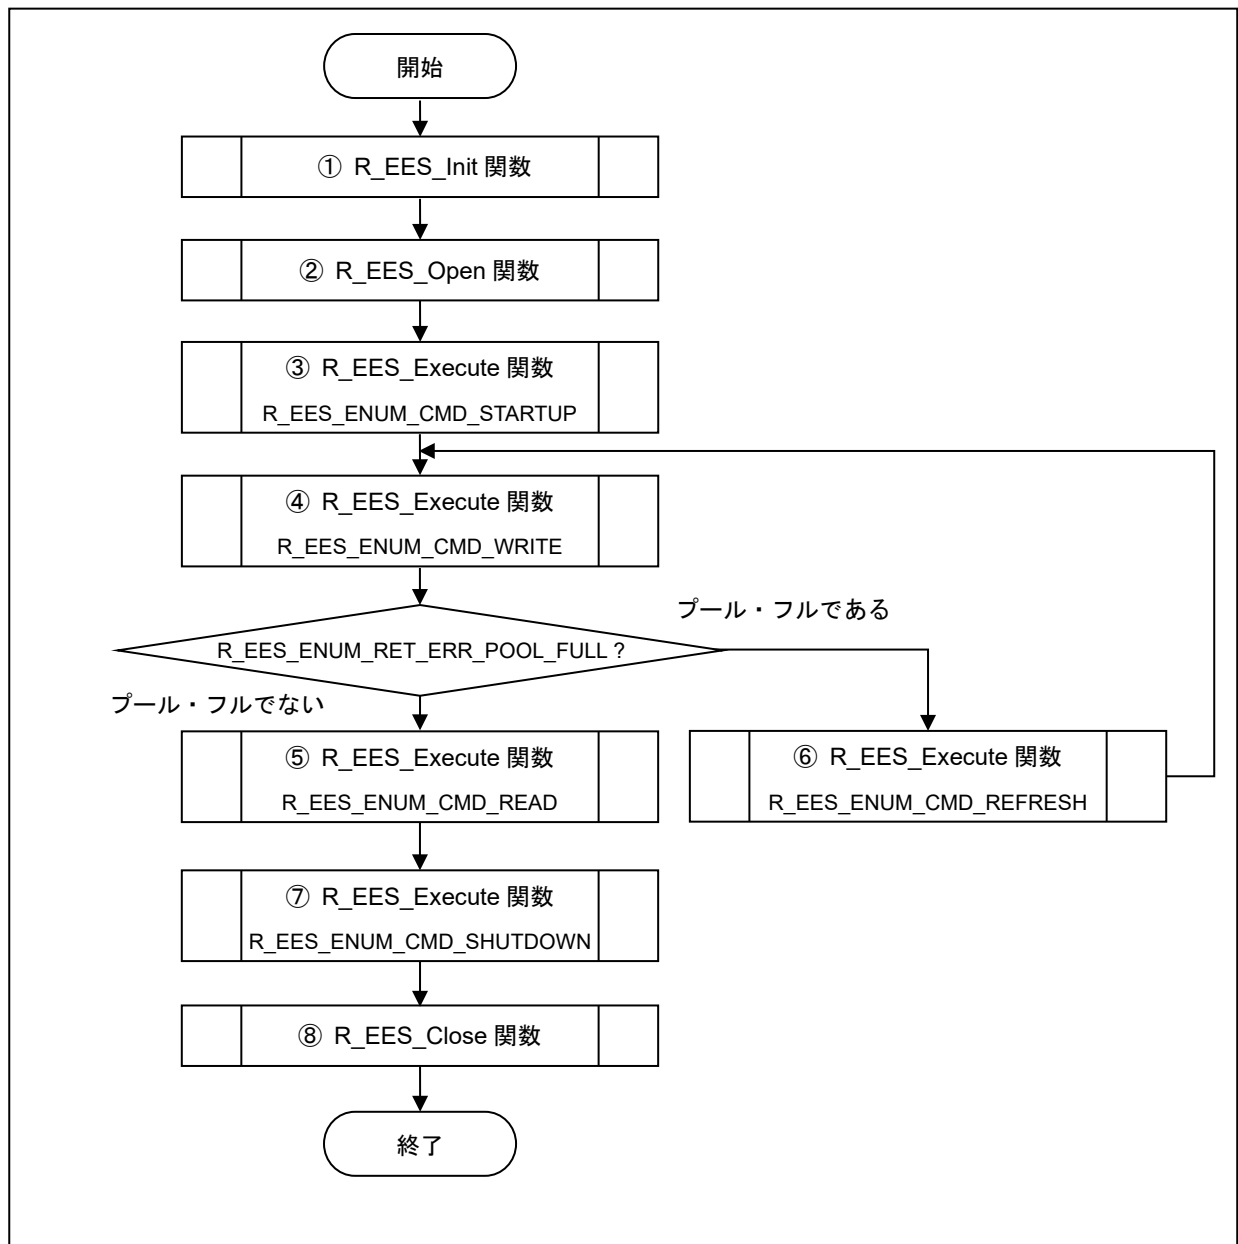 開始
① R_EES_Init 関数
② R_EES_Open 関数
③ R_EES_Execute 関数
R_EES_ENUM_CMD_STARTUP
④ R_EES_Execute 関数
R_EES_ENUM_CMD_WRITE
プール・フルである
R_EES_ENUM_RET_ERR_POOL_FULL ?
プール・フルでない
⑤ R_EES_Execute 関数
R_EES_ENUM_CMD_READ
⑥ R_EES_Execute 関数
R_EES_ENUM_CMD_REFRESH
⑦ R_EES_Execute 関数
R_EES_ENUM_CMD_SHUTDOWN
⑧ R_EES_Close 関数
終了